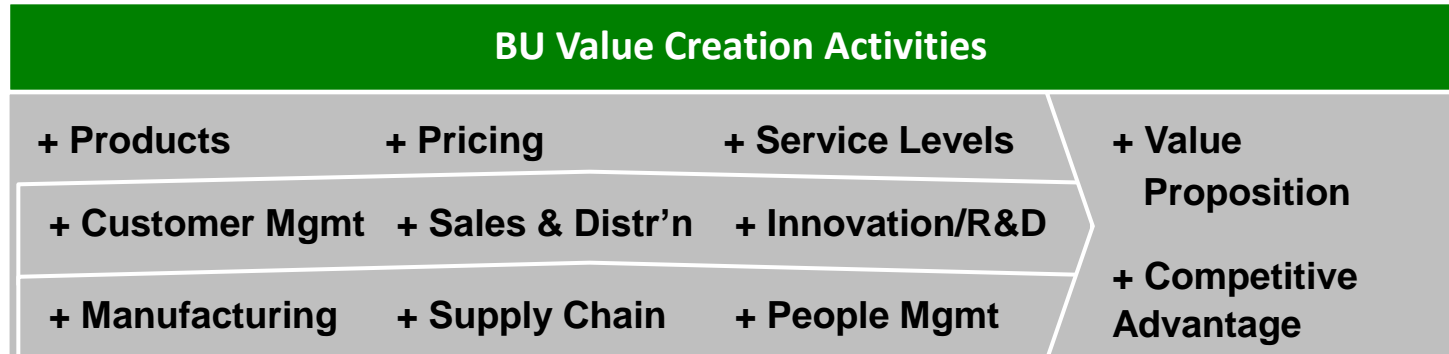 BU Value Creation Activities
+ Products + Pricing + Service Levels
+ Customer Mgmt + Sales & Distr’n + Innovation/R&D
+ Manufacturing + Supply Chain + People Mgmt
+ Value
Proposition
+ Competitive
Advantage